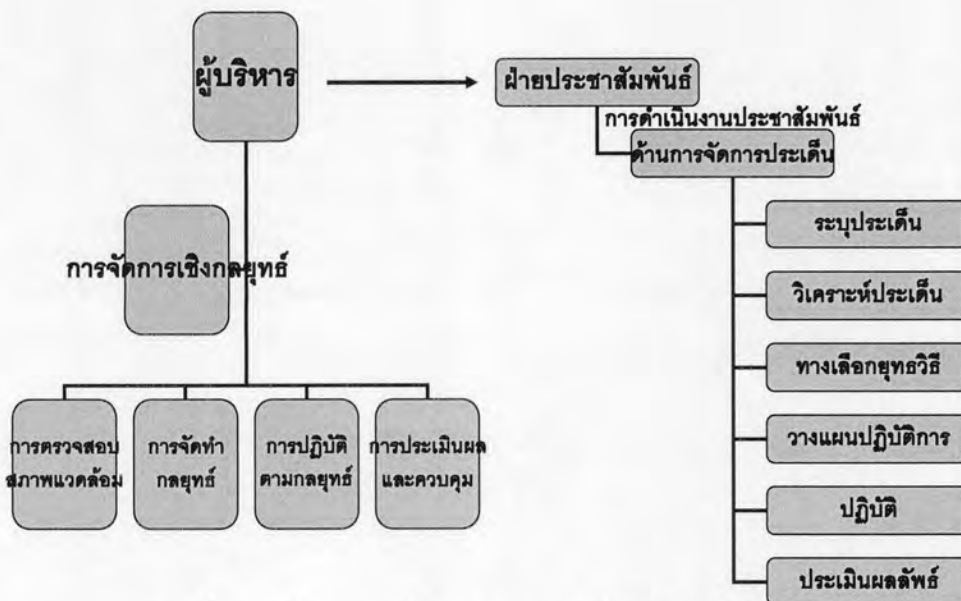 ผู้บริหาร
ฝ่ายประชาสัมพันธ์
การดำเนินงานประชาสัมพันธ์
ด้านการจัดการประเด็น
ระบุประเด็น
วิเคราะห์ประเด็น
ทางเลือกยุทธวิธี
วางแผนปฏิบัติการ
ปฏิบัติ
ประเมินผลลัพธ์
การจัดการเชิงกลยุทธ์
การตรวจสอบ
สภาพแวดล้อม
การจัดทำ
กลยุทธ์
การปฏิบัติ
ตามกลยุทธ์
การประเมินผล
และควบคุม